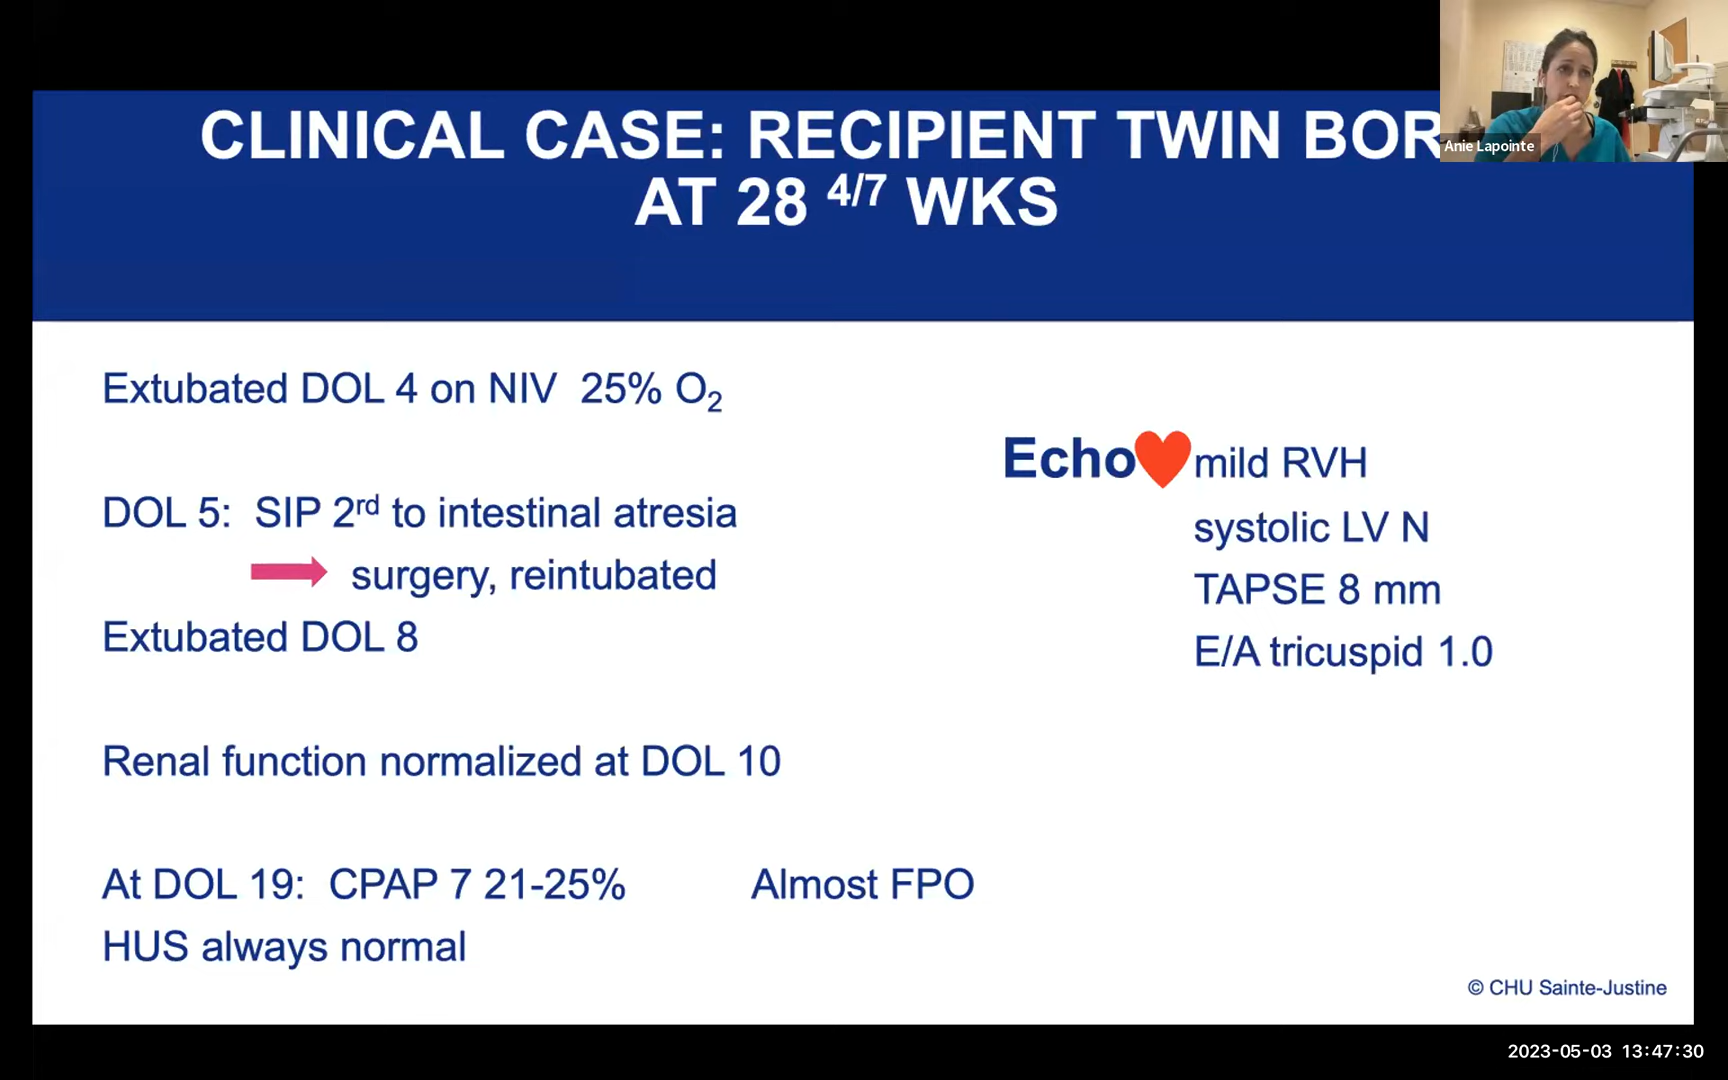 CLINICAL CASE: RECIPIENT TWIN BOR
AT 28 4/7 WKS
Anie Lapointe
Extubated DOL 4 on NIV 25% O2
DOL 5: SIP 2rd to intestinal atresia
surgery, reintubated
Extubated DOL 8
Renal function normalized at DOL 10
At DOL 19: CPAP 7 21-25% Almost FPO
HUS always normal
Echo mild RVH
systolic LV N
TAPSE 8 mm
E/A tricuspid 1.0
© CHU Sainte-Justine
2023-05-03 13:47:30